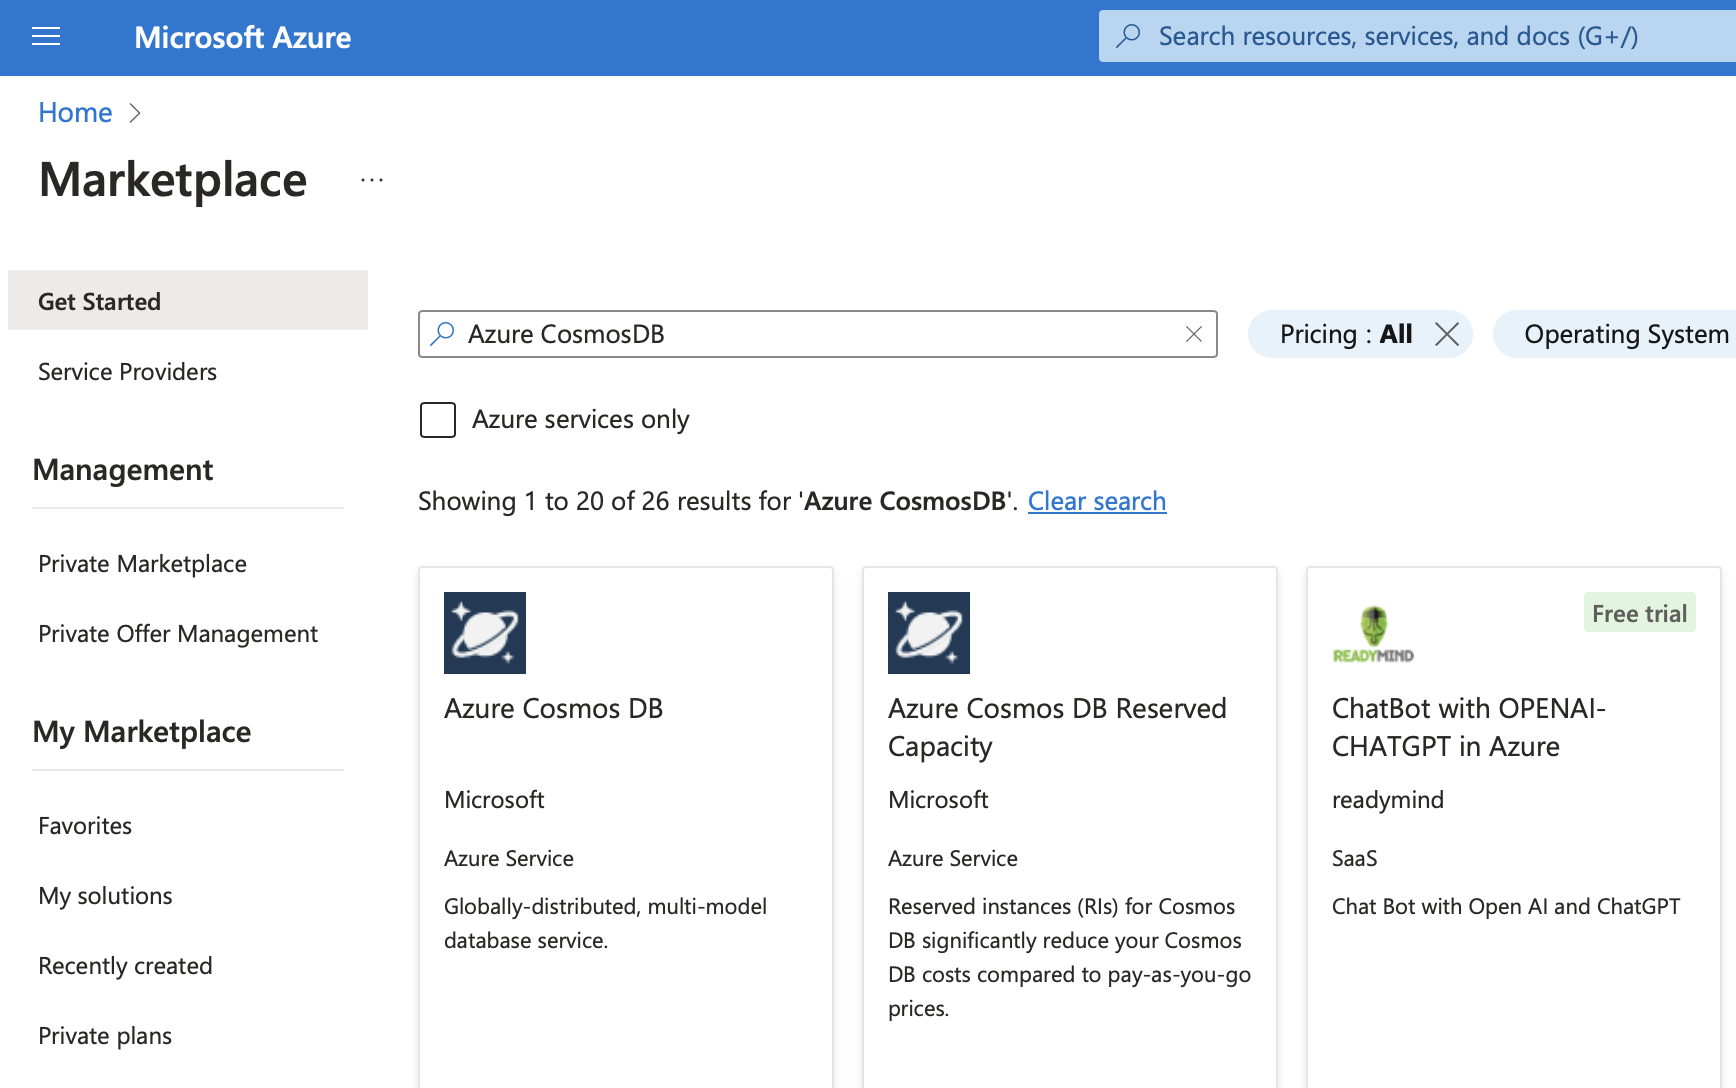 Microsoft Azure
Search resources, services, and docs (G+/)
Home
Marketplace
...
Get Started
Service Providers
Management
Private Marketplace
Private Offer Management
My Marketplace
Favorites
My solutions
Recently created
Private plans
Azure CosmosDB
Pricing : All
Operating System
Azure services only
Showing 1 to 20 of 26 results for 'Azure CosmosDB'. Clear search
Azure Cosmos DB
Microsoft
Azure Service
Globally-distributed, multi-model
database service.
Azure Cosmos DB Reserved
Capacity
Microsoft
Azure Service
Reserved instances (RIs) for Cosmos
DB significantly reduce your Cosmos
DB costs compared to pay-as-you-go
prices.
READYMIND
Free trial
ChatBot with OPENAI-
CHATGPT in Azure
readymind
SaaS
Chat Bot with Open AI and ChatGPT